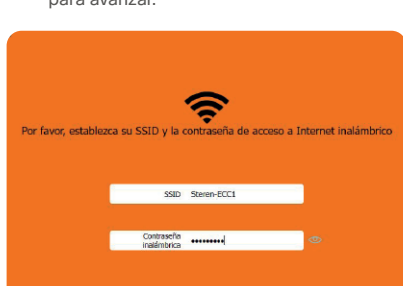 para avanzar.
Por favor, establezca su SSID y la contraseña de acceso a Internet inalámbrico
SSID Steren-ECC1
Contraseña
inalámbrica •••••••••